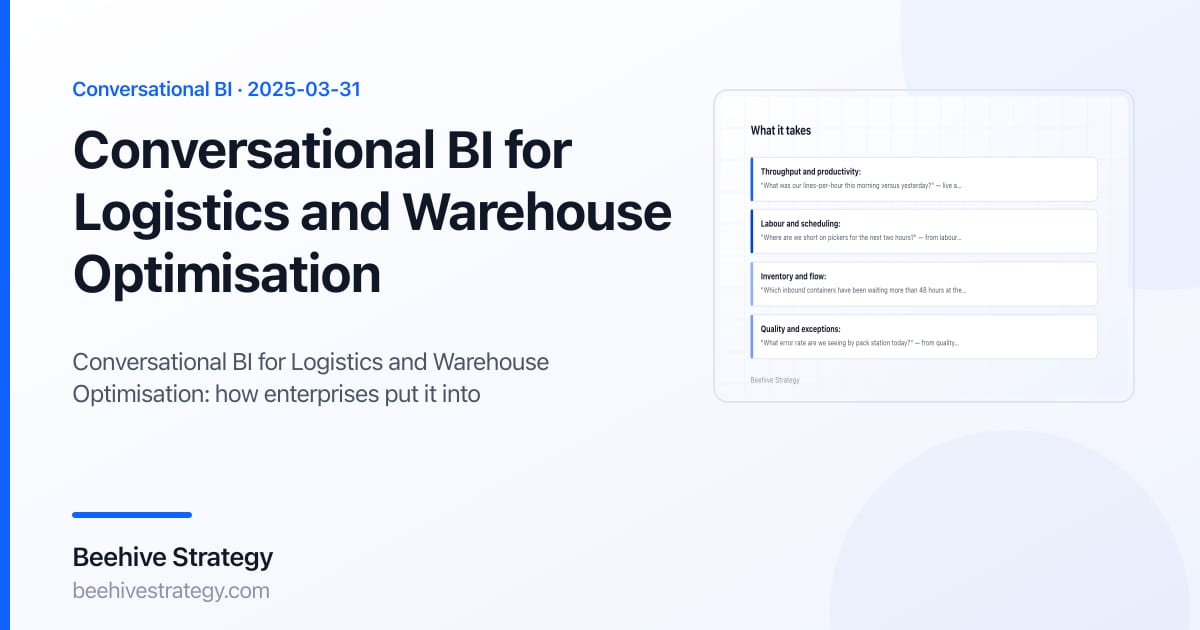 Conversational BI · 2025-03-31
Conversational BI for
Logistics and Warehouse
Optimisation
Conversational BI for Logistics and Warehouse
Optimisation: how enterprises put it into
Beehive Strategy
beehivestrategy.com
What it takes
Throughput and productivity:
"What was our lines-per-hour this morning versus yesterday?" — live a...
Labour and scheduling:
"Where are we short on pickers for the next two hours?" — from labour...
Inventory and flow:
"Which inbound containers have been waiting more than 48 hours at the...
Quality and exceptions:
"What error rate are we seeing by pack station today?" — from quality...
Beehive Strategy